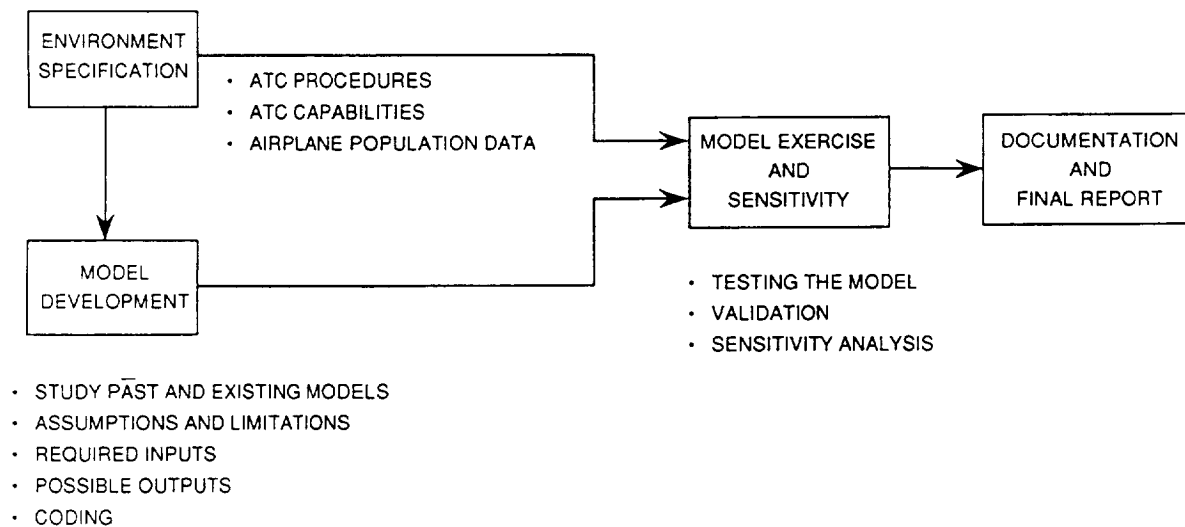 ENVIRONMENT
SPECIFICATION
• ATC PROCEDURES
• ATC CAPABILITIES
• AIRPLANE POPULATION DATA
MODEL EXERCISE
AND
SENSITIVITY
DOCUMENTATION
AND
FINAL REPORT
MODEL
DEVELOPMENT
• TESTING THE MODEL
• VALIDATION
• SENSITIVITY ANALYSIS
• STUDY PAST AND EXISTING MODELS
• ASSUMPTIONS AND LIMITATIONS
• REQUIRED INPUTS
• POSSIBLE OUTPUTS
• CODING